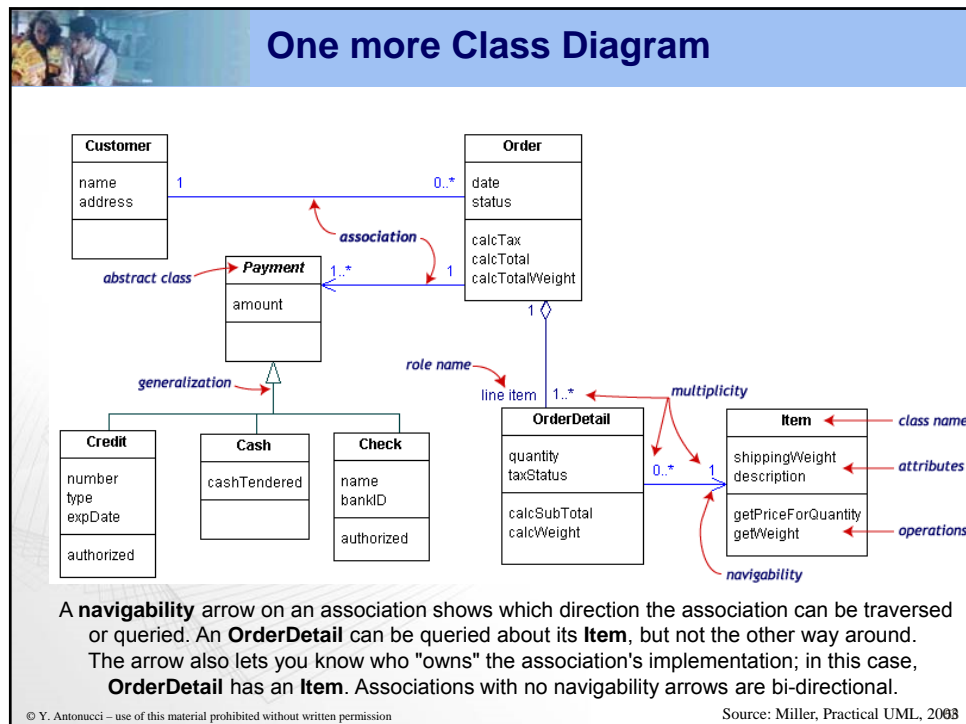 One more Class Diagram
Customer
name
address
1
0..*
Order
date
status
calcTax
calcTotal
calcTotalWeight
association
abstract class
Payment
amount
1..*
1
generalization
1
role name
line item
1..*
multiplicity
Credit
number
type
expDate
authorized
Cash
cashTendered
Check
name
bankID
authorized
OrderDetail
quantity
taxStatus
calcSubTotal
calcWeight
0..*
1
Item
shippingWeight
description
getPriceForQuantity
getWeight
class name
attributes
operations
navigability
A navigability arrow on an association shows which direction the association can be traversed
or queried. An OrderDetail can be queried about its Item, but not the other way around.
The arrow also lets you know who "owns" the association's implementation; in this case,
OrderDetail has an Item. Associations with no navigability arrows are bi-directional.
© Y. Antonucci – use of this material prohibited without written permission
Source: Miller, Practical UML,